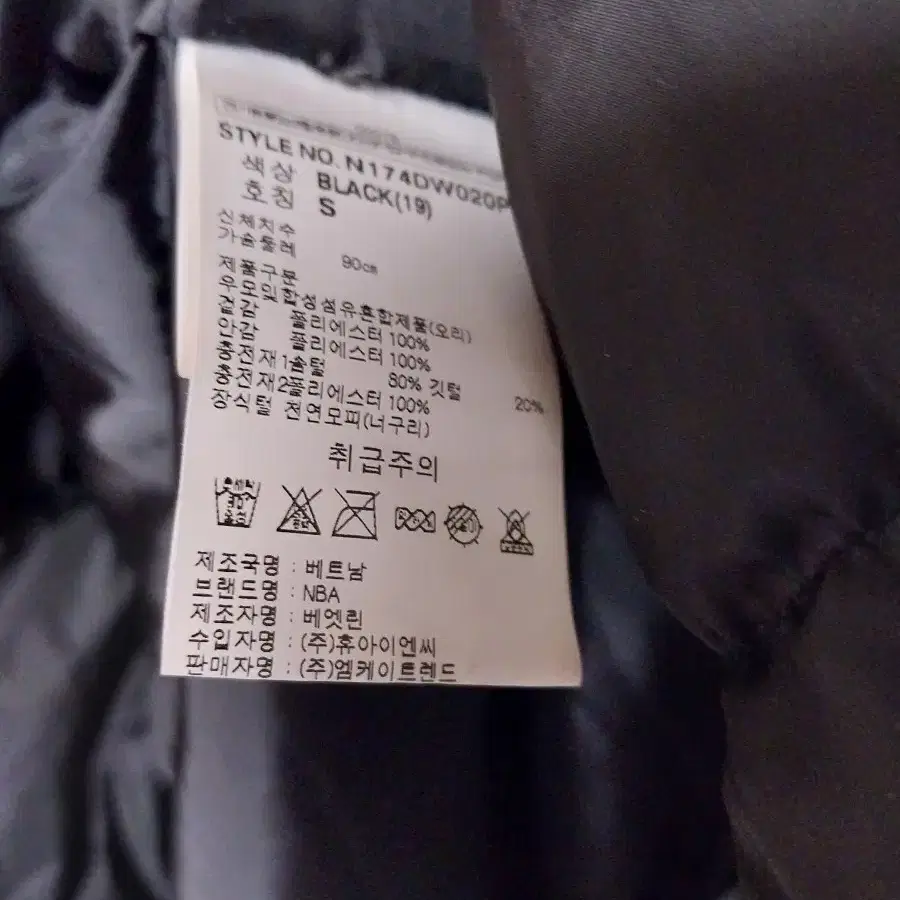 STYLE NO. N174DW020P
색상 BLACK(19)
호칭 S
신체치수
가슴둘레 90㎝
제품구분
우모및합성섬유혼합제품(오리)
겉감 폴리에스터 100%
안감 폴리에스터 100%
충전재1솜털 80% 깃털 20%
충전재2폴리에스터 100%
장식털 천연모피(너구리)
취급주의
제조국명 : 베트남
브랜드명 : NBA
제조자명 : 베엣린
수입자명 : (주)휴아이엔씨
판매자명 : (주)엠케이트렌드